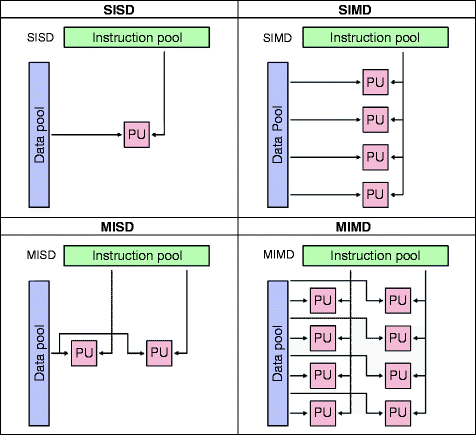 SISD
SISD
Instruction pool
Data pool
PU
SIMD
SIMD
Instruction pool
Data Pool
PU
PU
PU
PU
MISD
MISD
Instruction pool
Data pool
PU
PU
MIMD
MIMD
Instruction pool
Data pool
PU
PU
PU
PU
PU
PU
PU
PU